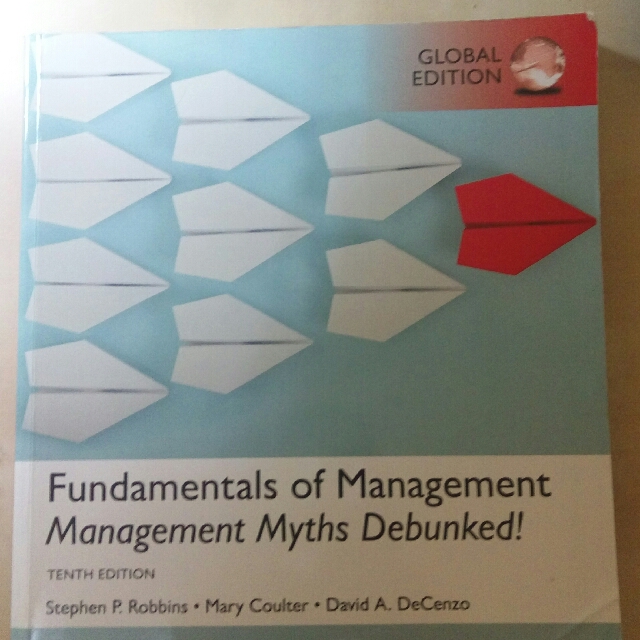 GLOBAL
EDITION
Fundamentals of Management
Management Myths Debunked!
TENTH EDITION
Stephen P. Robbins • Mary Coulter • David A. DeCenzo